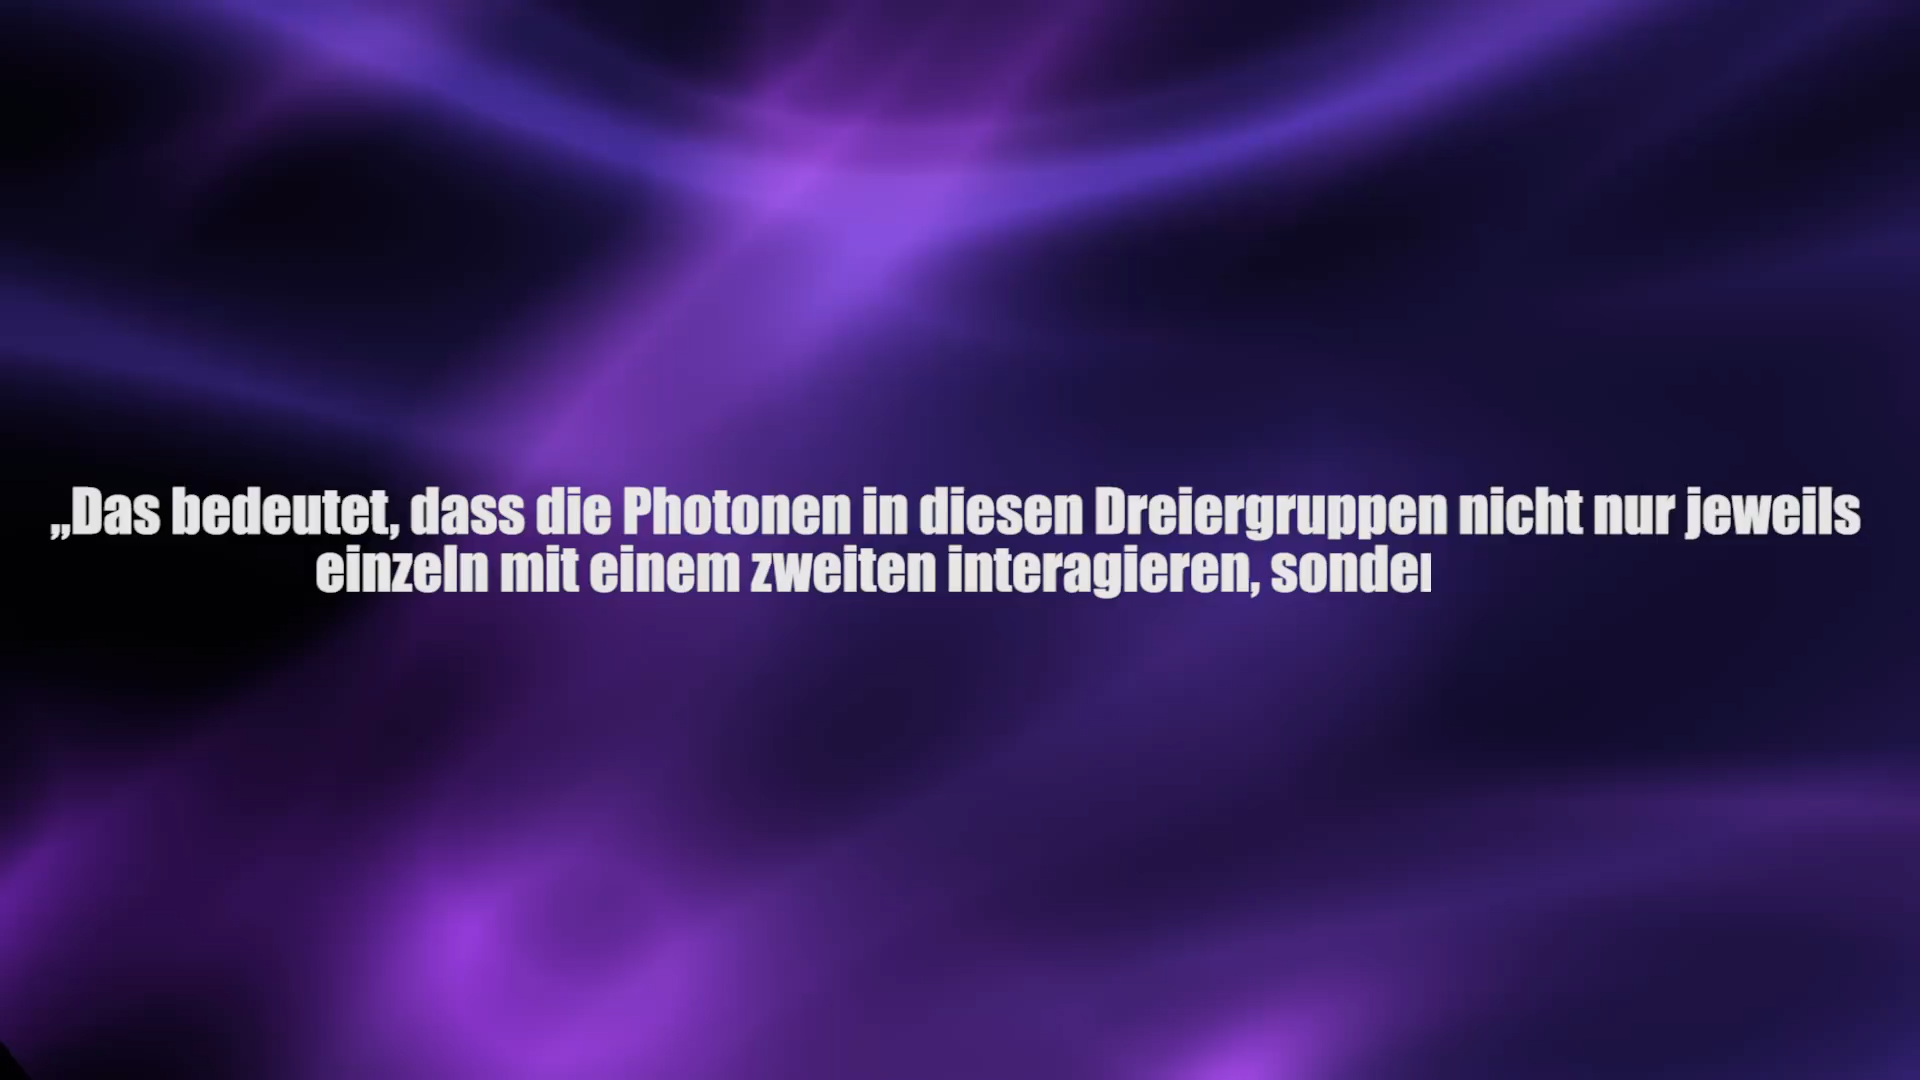 „Das bedeutet, dass die Photonen in diesen Dreiergruppen nicht nur jeweils
einzeln mit einem zweiten interagieren,